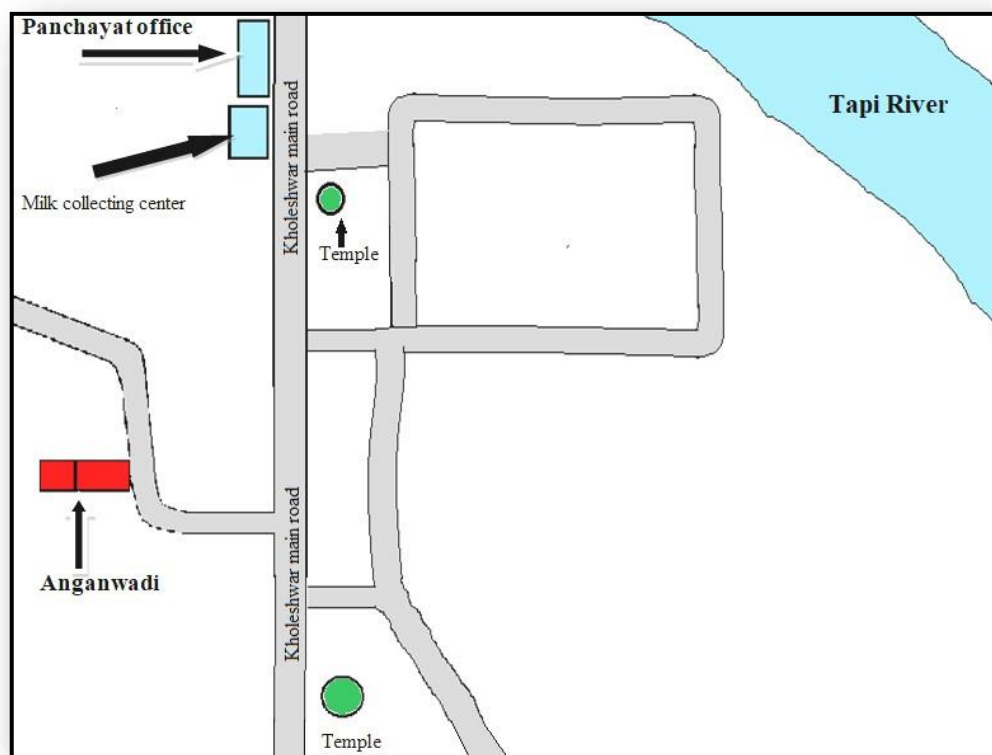 Panchayat office
Tapi River
Kholeshwar main road
Milk collecting center
Temple
Anganwadi
Kholeshwar main road
Temple